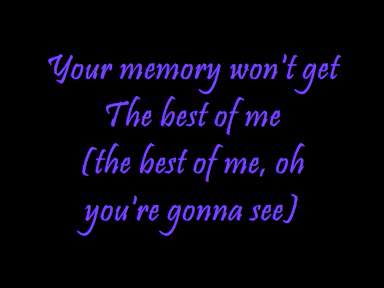 Your memory won't get
The best of me
(the best of me, oh
you're gonna see)